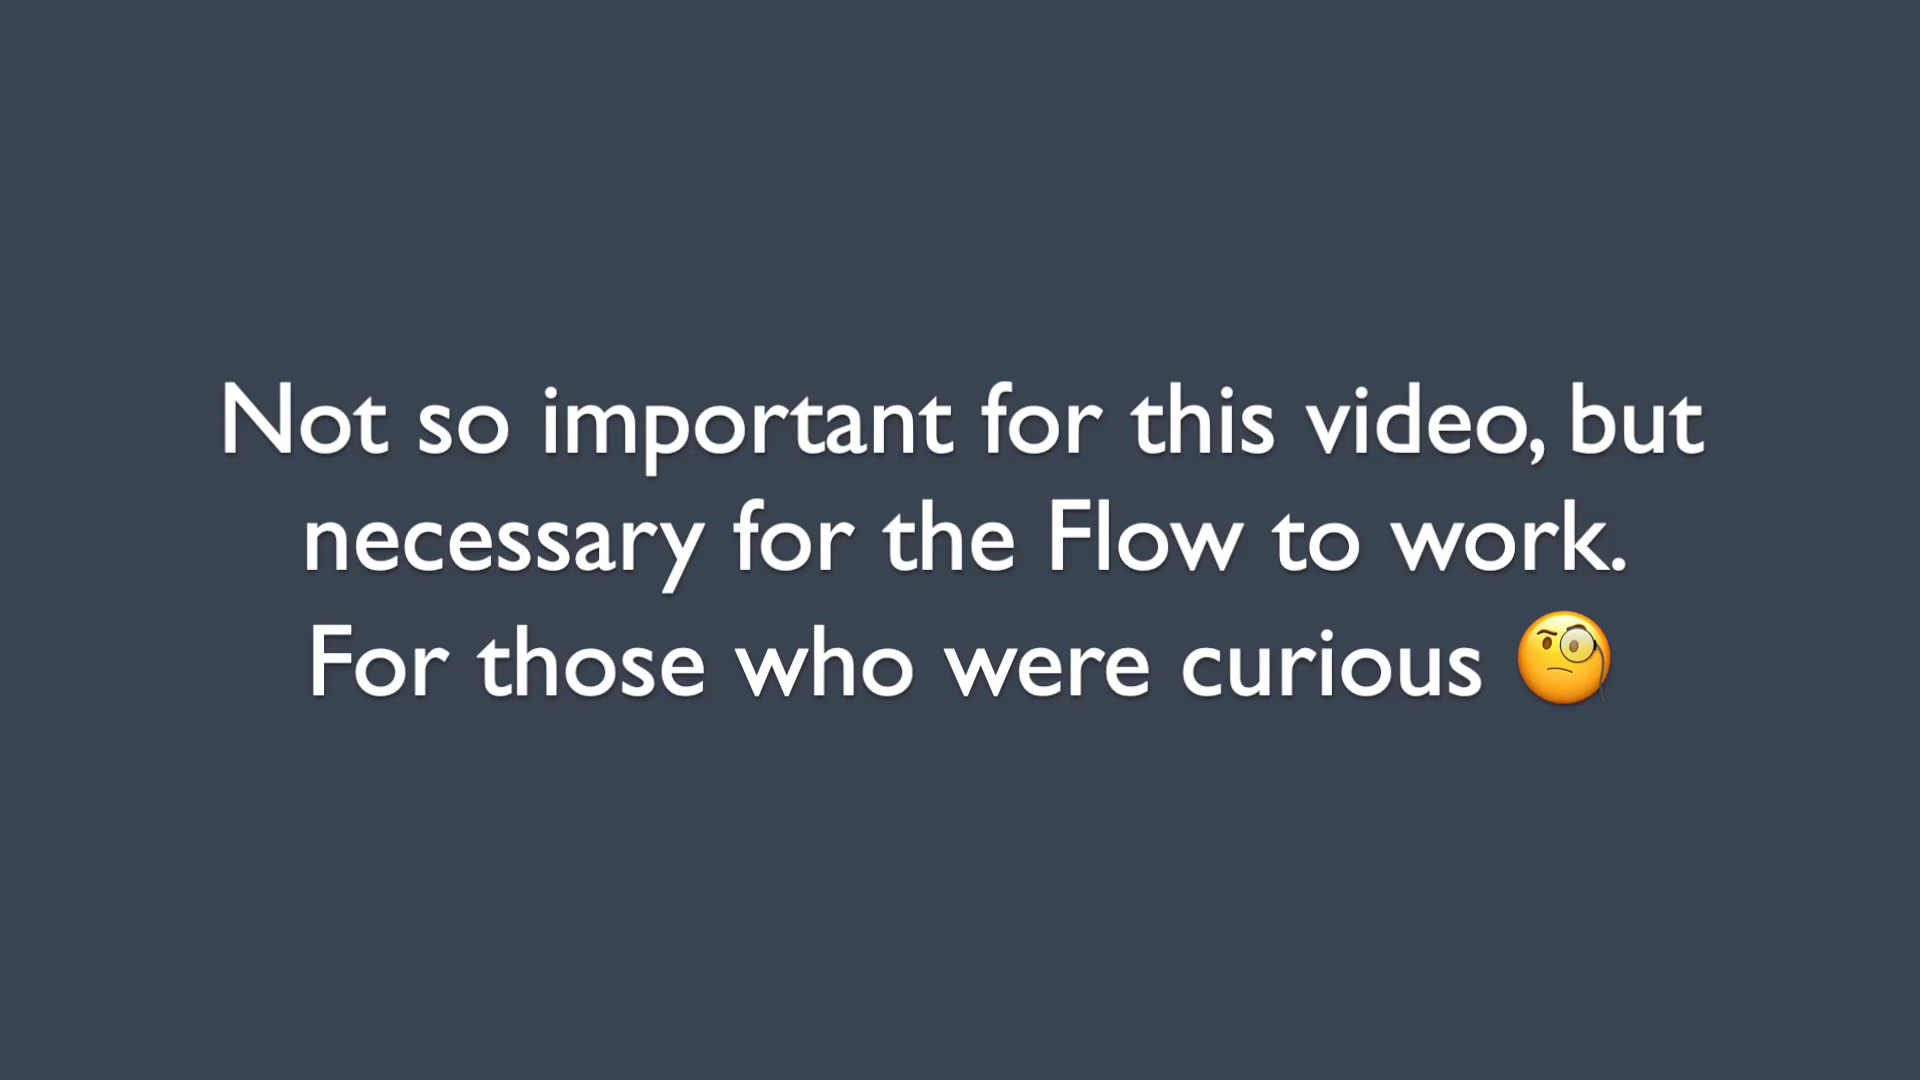 Not so important for this video, but
necessary for the Flow to work.
For those who were curious 🧐